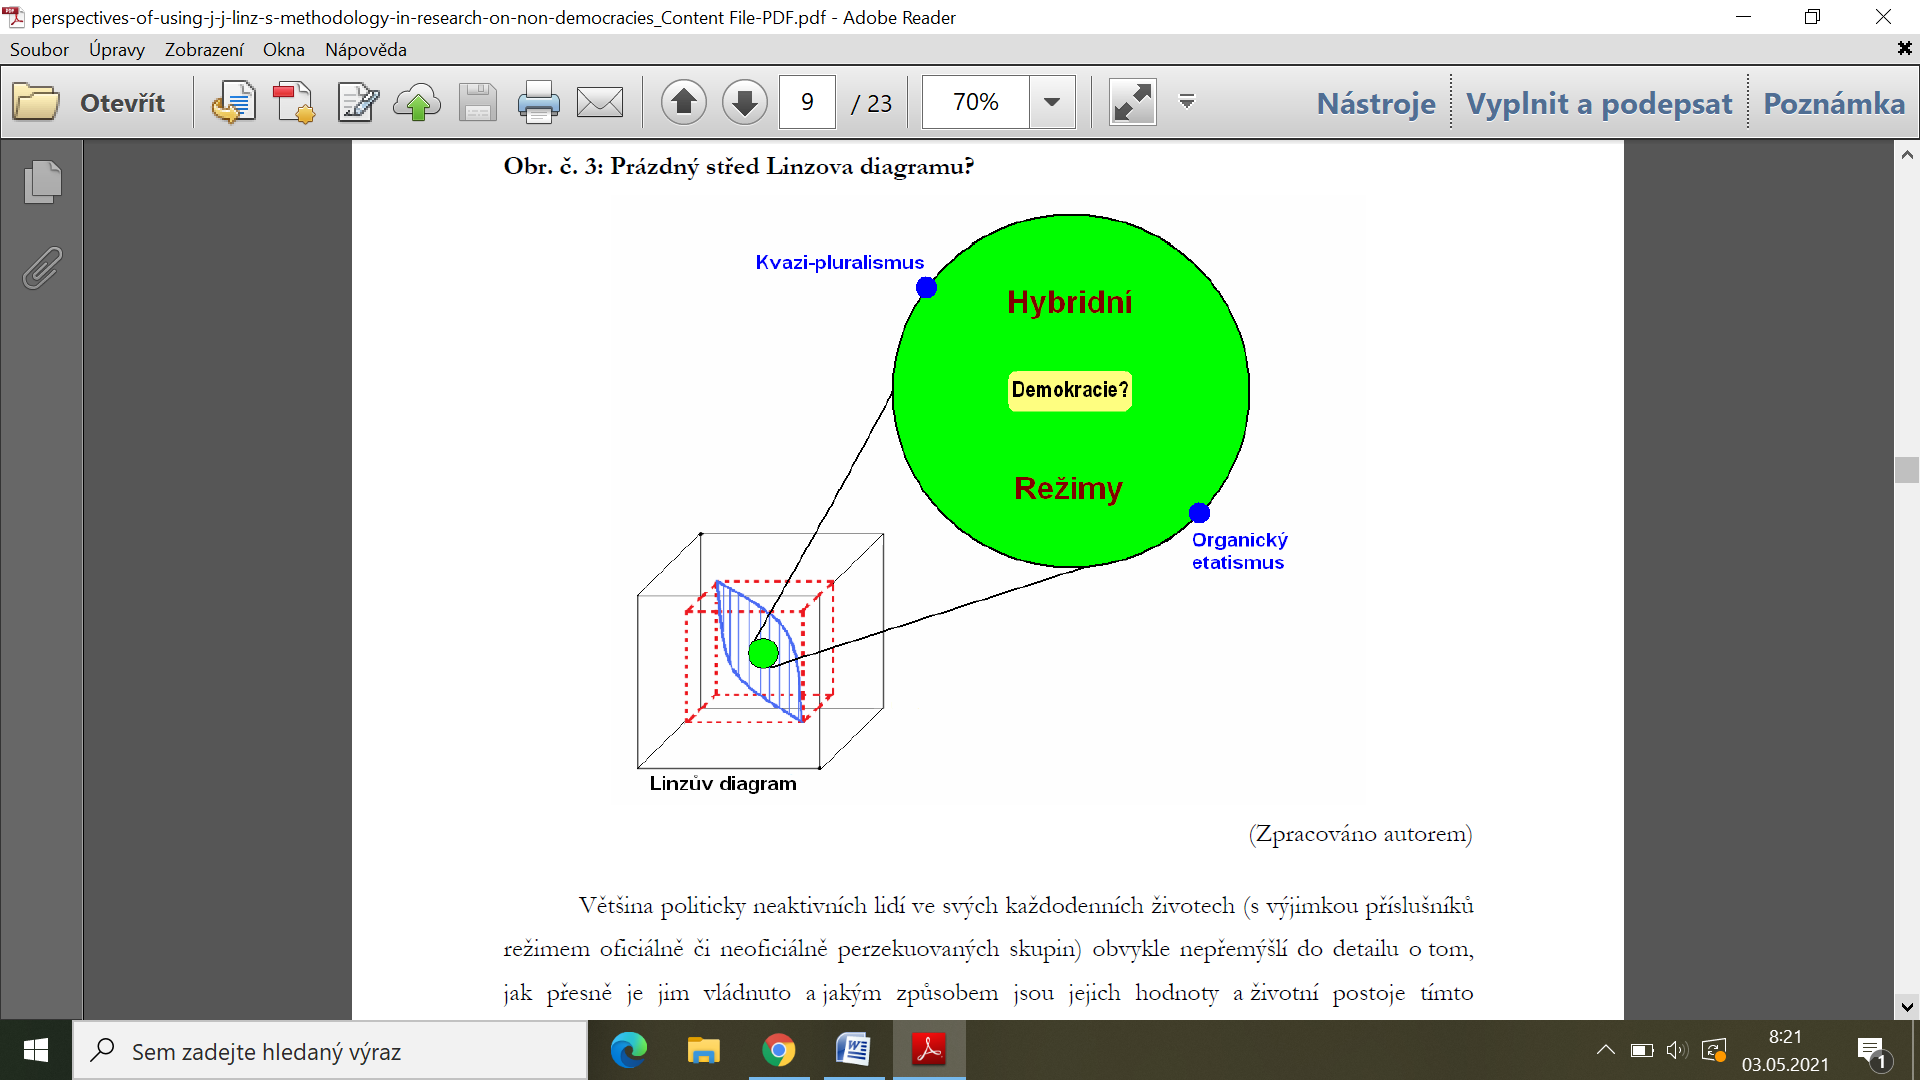 perspectives-of-using-j-j-linz-s-methodology-in-research-on-non-democracies_Content File-PDF.pdf - Adobe Reader
Soubor Úpravy Zobrazení Okna Nápověda
Otevřít 9 / 23 70% Nástroje Vyplnit a podepsat Poznámka
Obr. č. 3: Prázdný střed Linzova diagramu?
Kvazi-pluralismus
Hybridní
Demokracie?
Režimy
Organický
etatismus
Linzův diagram
(Zpracováno autorem)
Většina politicky neaktivních lidí ve svých každodenních životech (s výjimkou příslušníků
režimem oficiálně či neoficiálně perzekuovaných skupin) obvykle nepřemýšlí do detailu o tom,
jak přesně je jim vládnuto a jakým způsobem jsou jejich hodnoty a životní postoje tímto
Sem zadejte hledaný výraz
8:21
03.05.2021
1